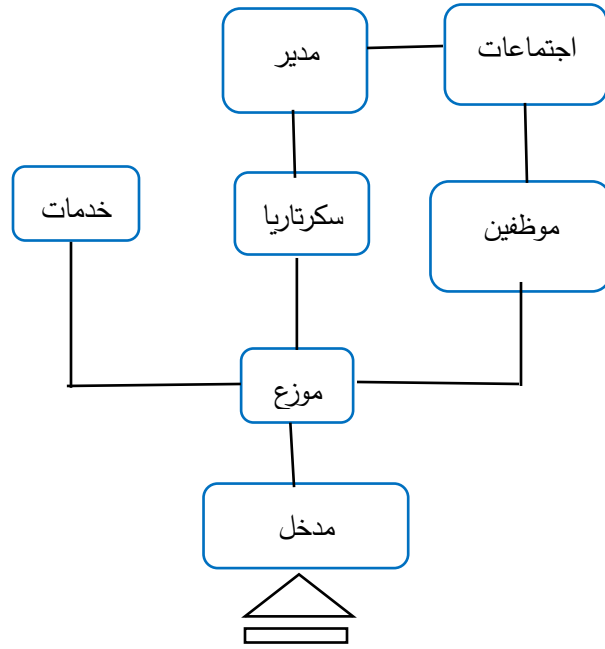 مدير
اجتماعات
خدمات
سكرتاريا
موظفين
موزع
مدخل